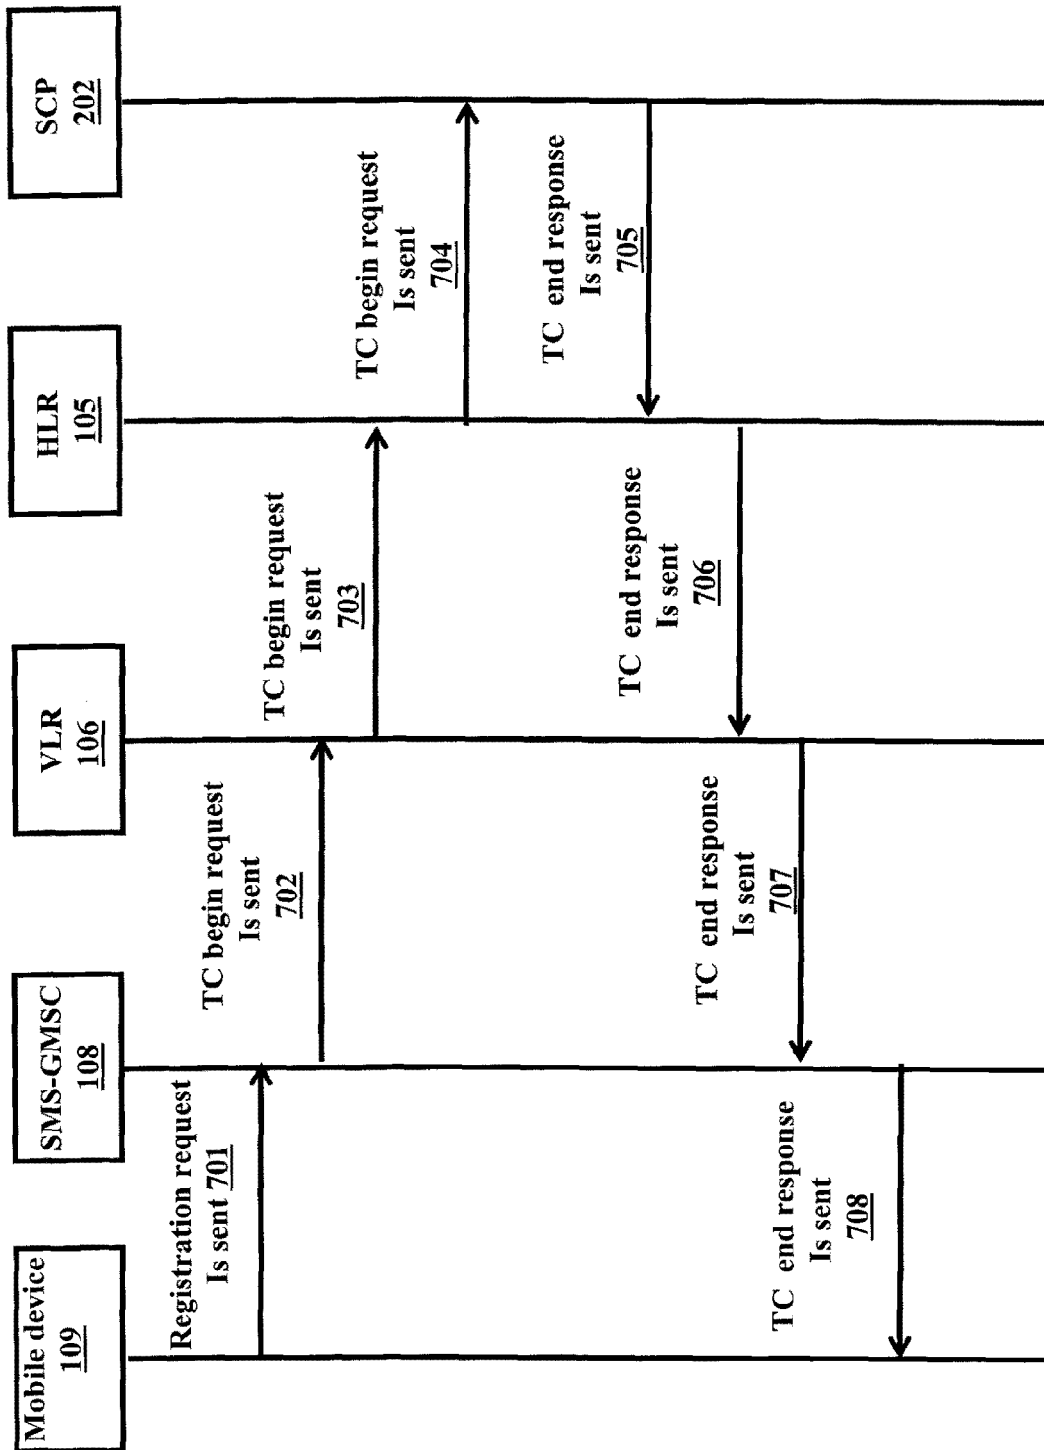 Mobile device
109
SMS-GMSC
108
VLR
106
HLR
105
SCP
202
Registration request
Is sent 701
TC begin request
Is sent
702
TC begin request
Is sent
703
TC begin request
Is sent
704
TC end response
Is sent
705
TC end response
Is sent
706
TC end response
Is sent
707
TC end response
Is sent
708